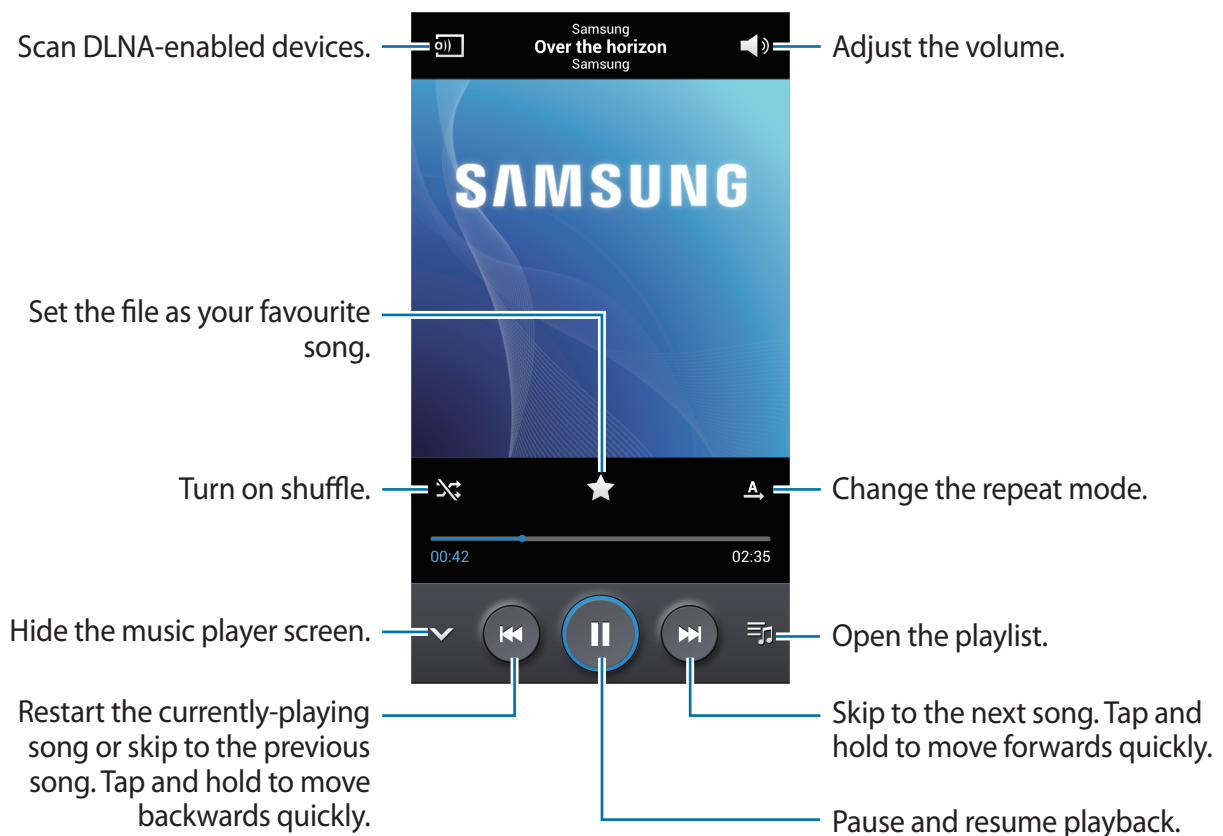 Scan DLNA-enabled devices.
Samsung
Over the horizon
Samsung
Adjust the volume.
SAMSUNG
Set the file as your favourite
song.
Turn on shuffle.
A
Change the repeat mode.
00:42
02:35
Hide the music player screen.
Open the playlist.
Restart the currently-playing
song or skip to the previous
song. Tap and hold to move
backwards quickly.
Skip to the next song. Tap and
hold to move forwards quickly.
Pause and resume playback.